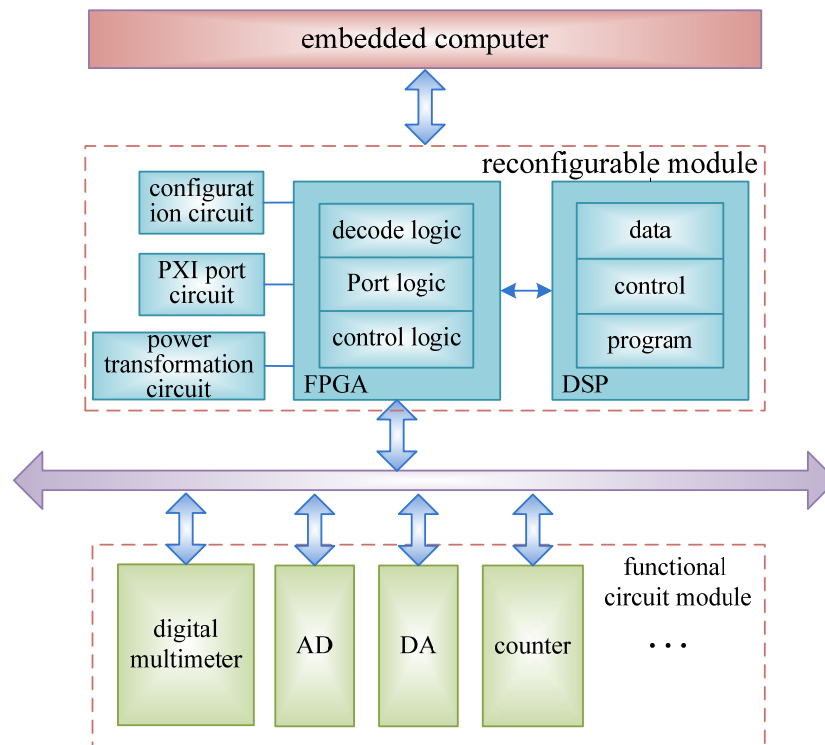 embedded computer
reconfigurable module
configurat
ion circuit
PXI port
circuit
power
transformation
circuit
decode logic
Port logic
control logic
FPGA
data
control
program
DSP
functional
circuit module
digital
multimeter
AD
DA
counter
...